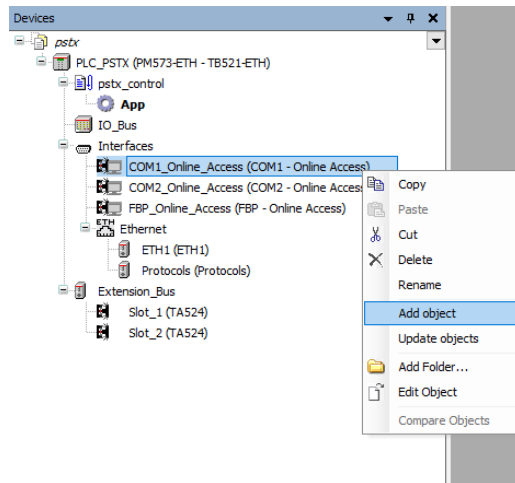 Devices
pstx
PLC_PSTX (PM573-ETH - TB521-ETH)
pstx_control
App
IO_Bus
Interfaces
COM1_Online_Access (COM1 - Online Access)
COM2_Online_Access (COM2 - Online Access
FBP_Online_Access (FBP - Online Access)
ETH Ethernet
ETH1 (ETH1)
Protocols (Protocols)
Extension_Bus
Slot_1 (TA524)
Slot_2 (TA524)
Copy
Paste
Cut
Delete
Rename
Add object
Update objects
Add Folder...
Edit Object
Compare Objects